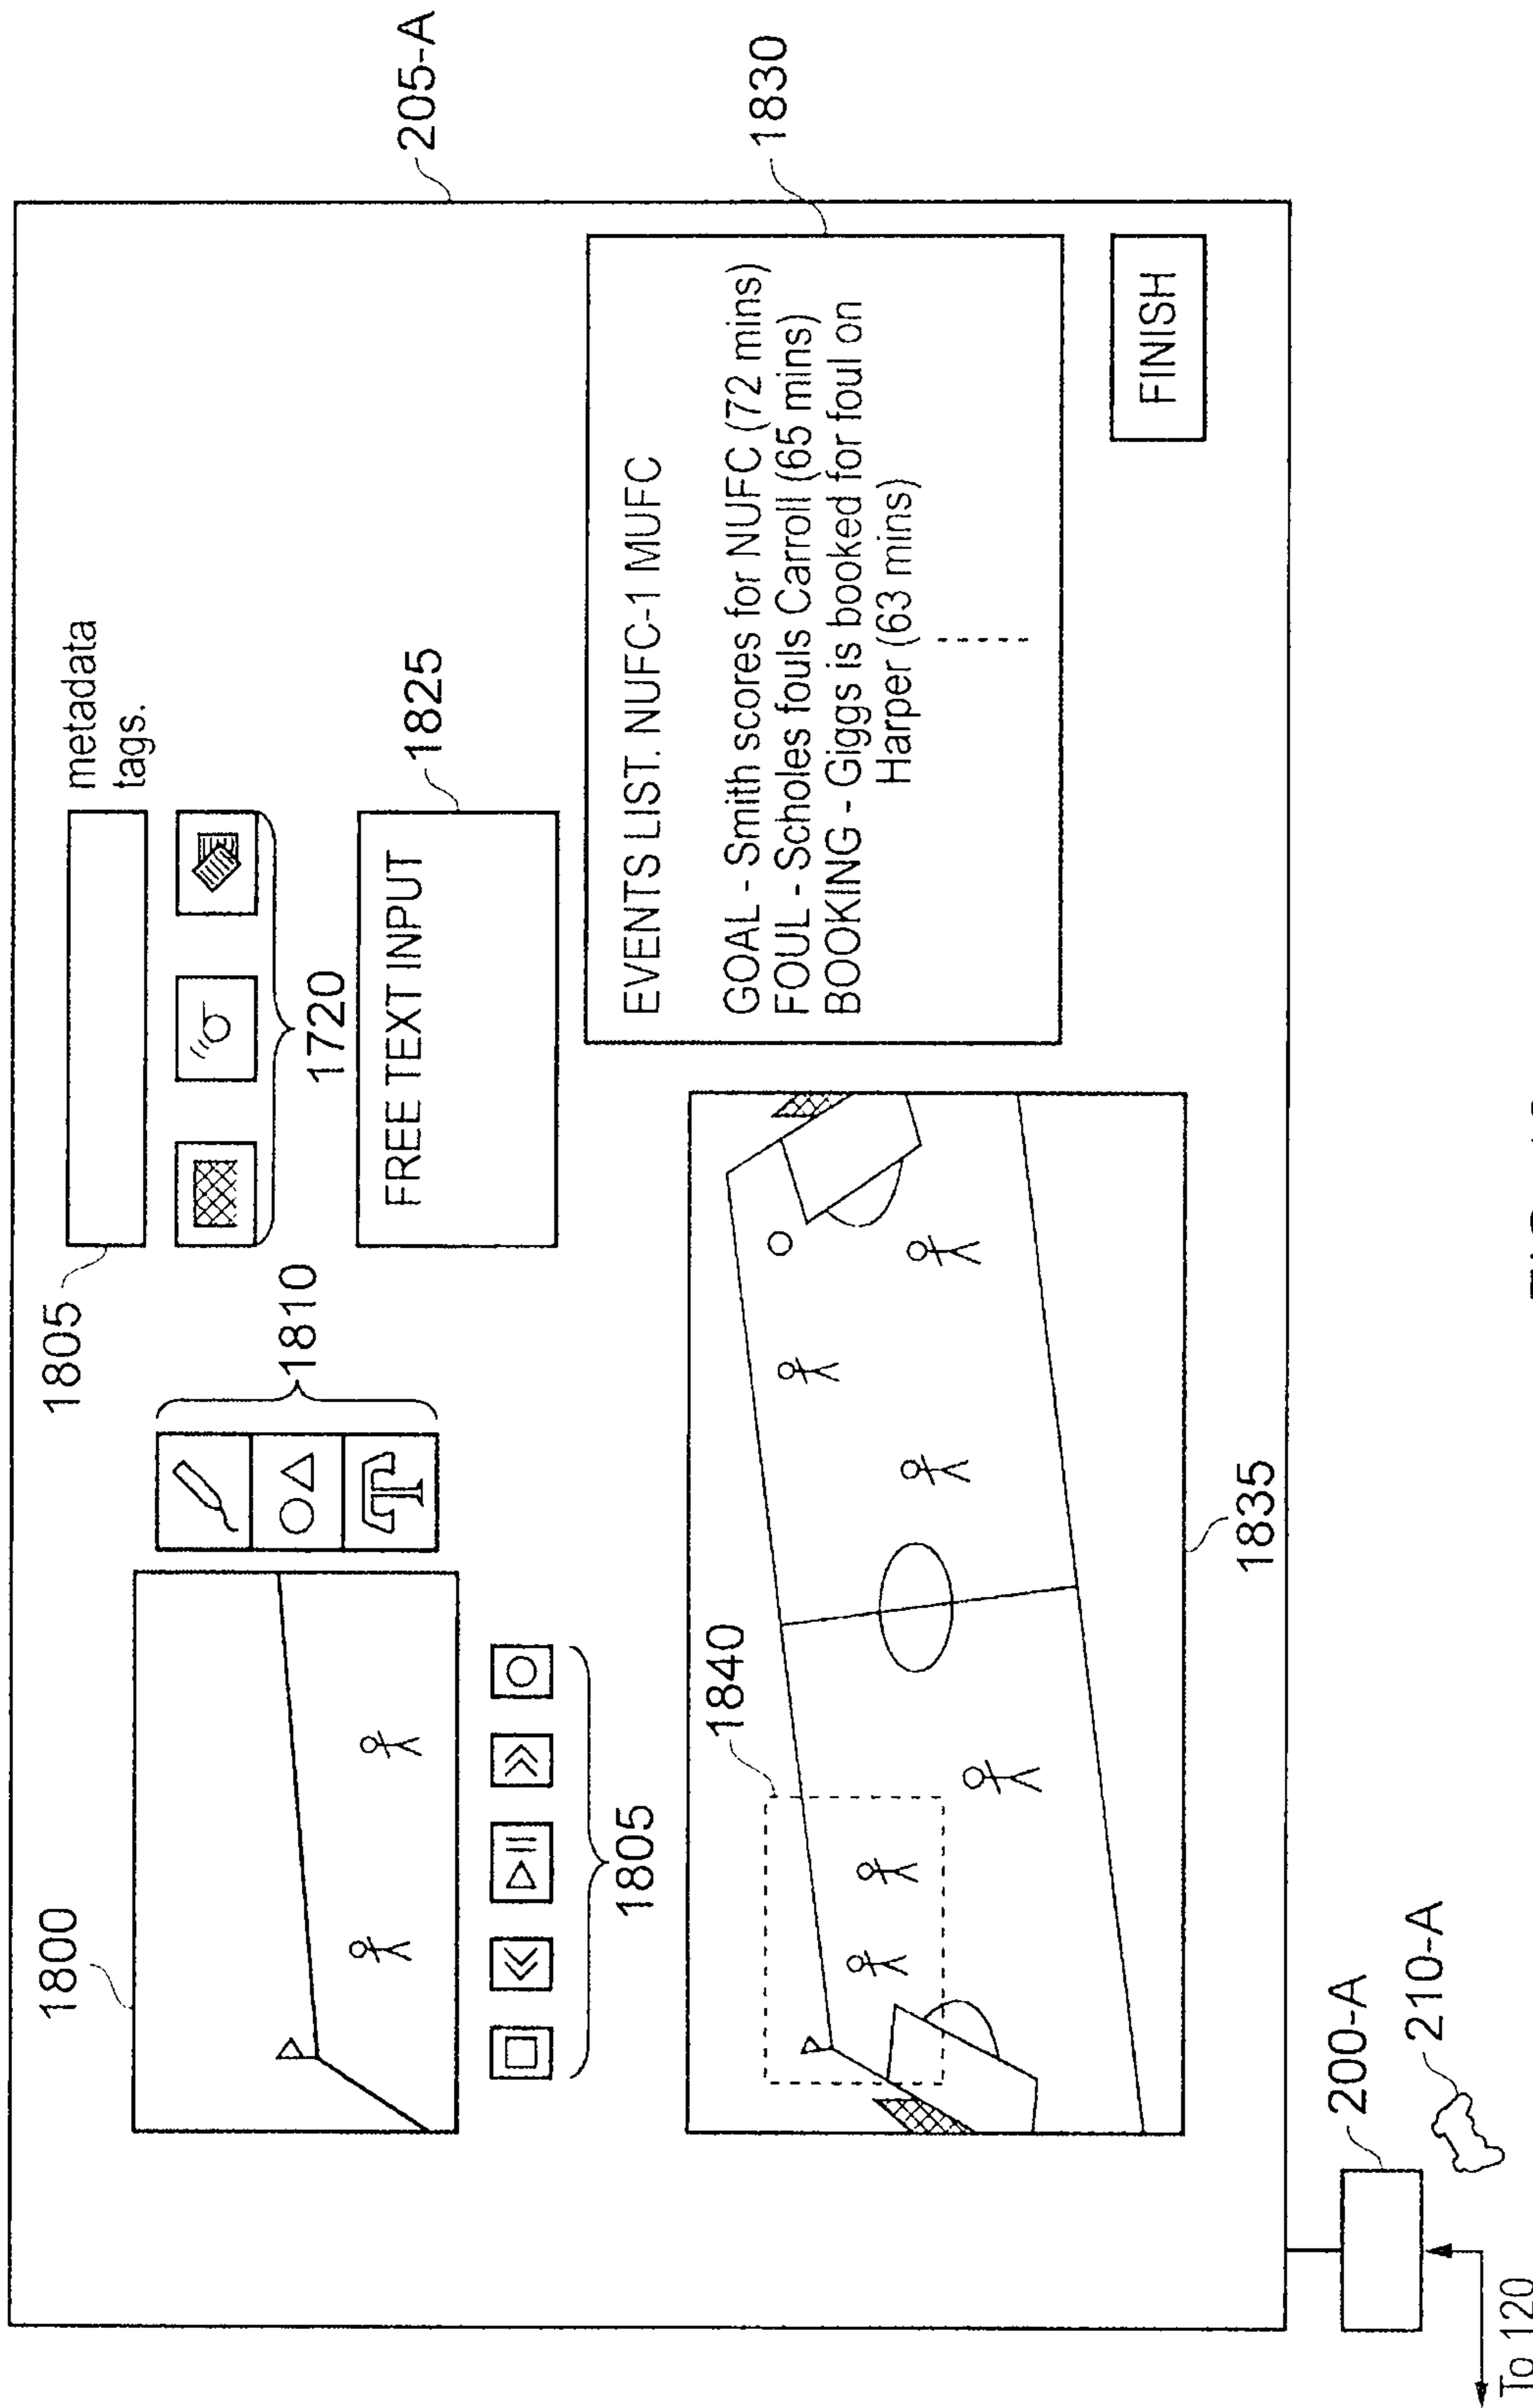 205-A
1805
metadata
tags.
1800
1810
1720
FREE TEXT INPUT
1825
1805
1830
EVENTS LIST. NUFC-1 MUFC
GOAL - Smith scores for NUFC (72 mins)
FOUL - Scholes fouls Carroll (65 mins)
BOOKING - Giggs is booked for foul on
Harper (63 mins)
1840
1835
FINISH
200-A
210-A
To 120